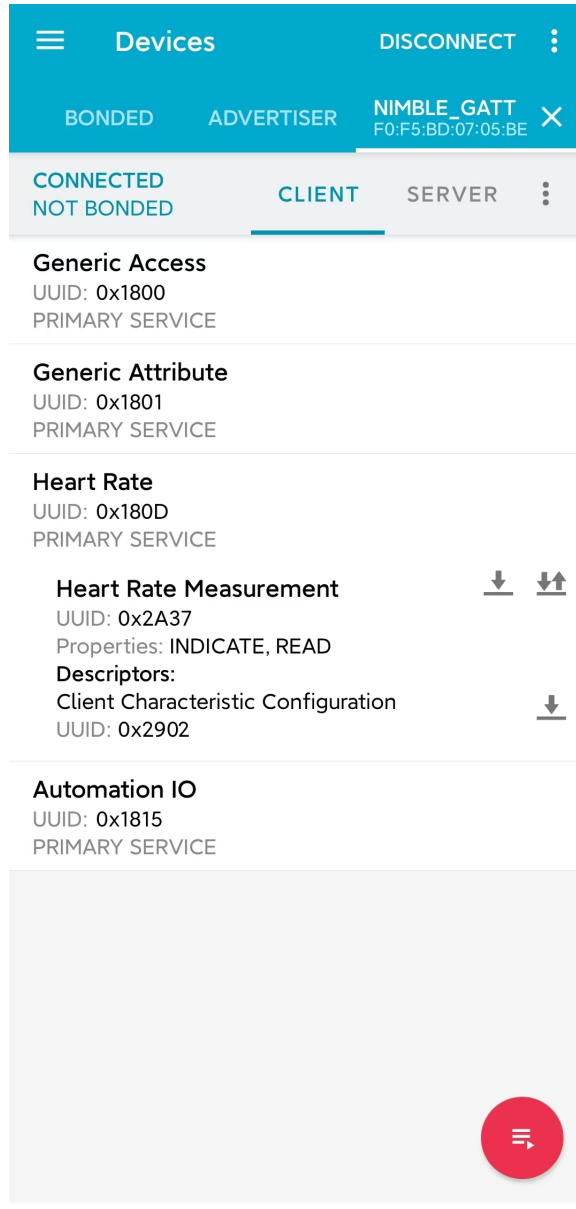 Devices
DISCONNECT
BONDED
ADVERTISER
NIMBLE_GATT
F0:F5:BD:07:05:BE
CONNECTED
NOT BONDED
CLIENT
SERVER
Generic Access
UUID: 0x1800
PRIMARY SERVICE
Generic Attribute
UUID: 0x1801
PRIMARY SERVICE
Heart Rate
UUID: 0x180D
PRIMARY SERVICE
Heart Rate Measurement
UUID: 0x2A37
Properties: INDICATE, READ
Descriptors:
Client Characteristic Configuration
UUID: 0x2902
Automation IO
UUID: 0x1815
PRIMARY SERVICE